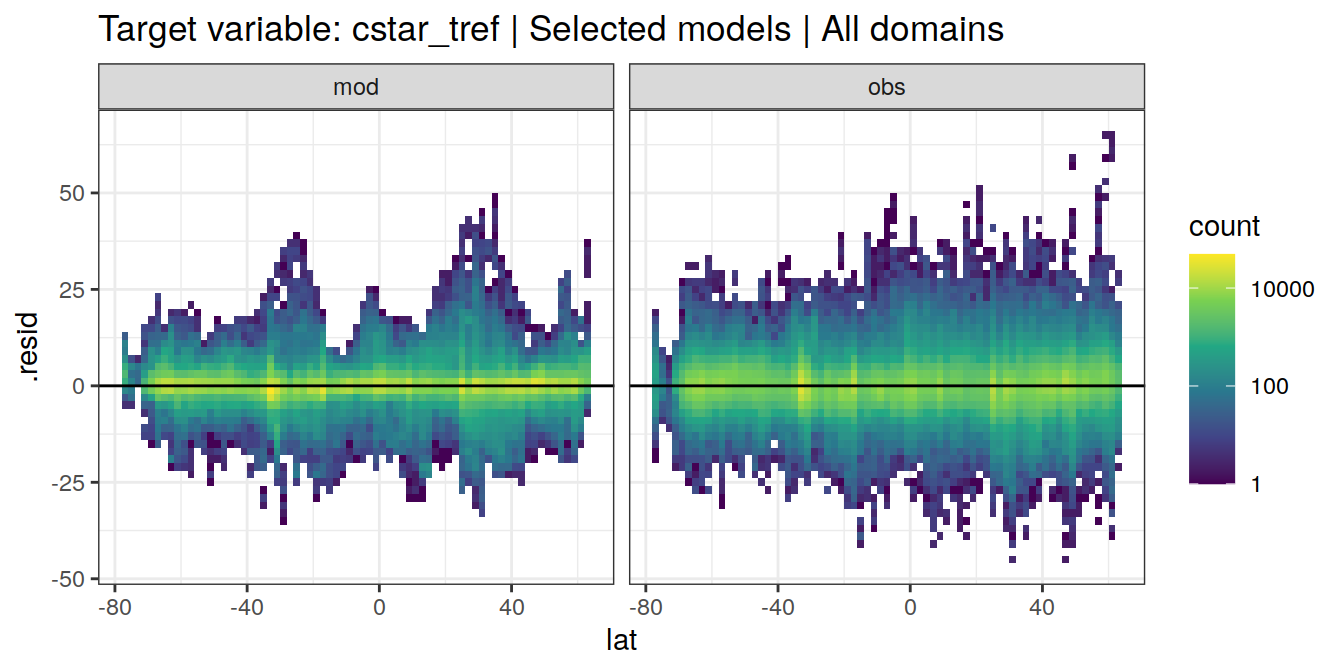 Target variable: cstar_tref | Selected models | All domains
mod
obs
.resid
50
25
0
-25
-50
-80
-40
0
40
-80
-40
0
40
lat
count
10000
100
1